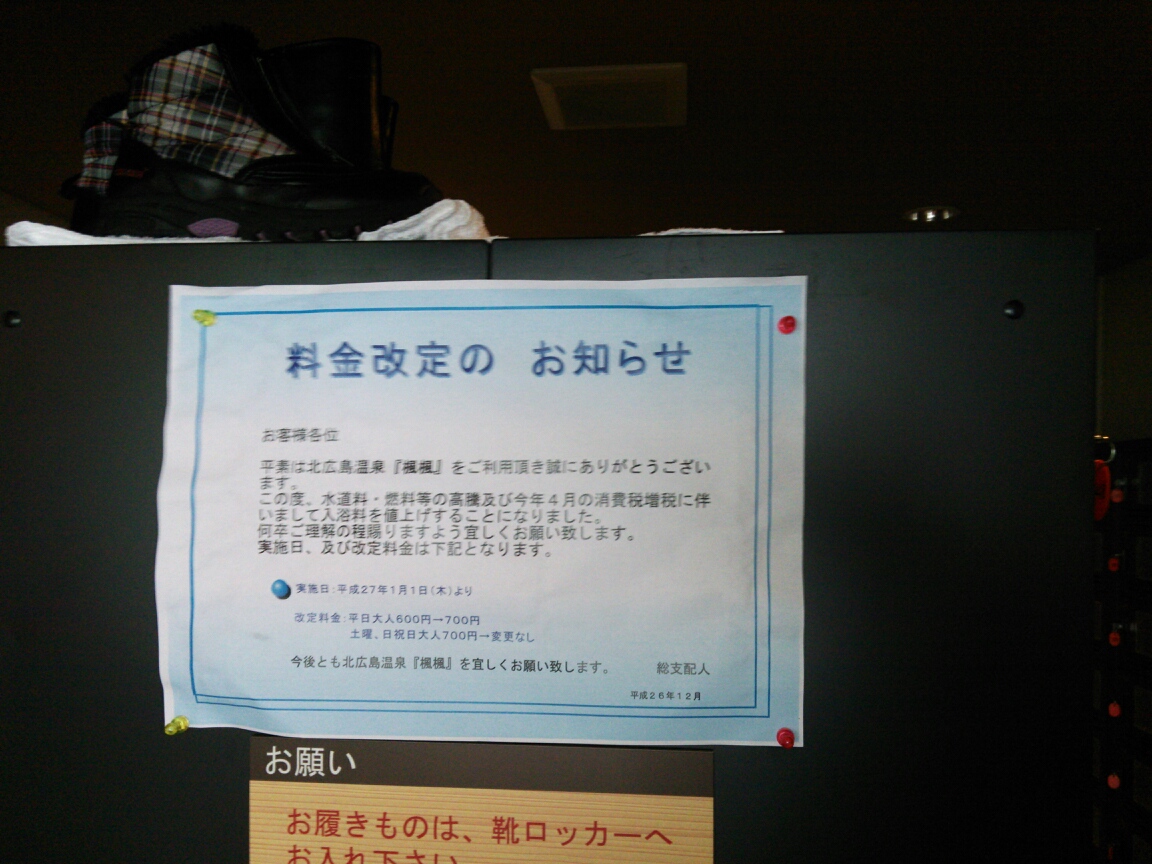 料金改定の お知らせ
お客様各位
平素は北広島温泉『楓楓』をご利用頂き誠にありがとうござい
ます。
この度、水道料・燃料等の高騰及び今年4月の消費税増税に伴
いまして入浴料を値上げすることになりました。
何卒ご理解の程賜りますよう宜しくお願い致します。
実施日、及び改定料金は下記となります。
実施日:平成27年1月1日(木)より
改定料金:平日大人600円→700円
土曜、日祝日大人700円→変更なし
今後とも北広島温泉『楓楓』を宜しくお願い致します。 総支配人
平成26年12月
お願い
お履きものは、靴ロッカーへ
お入れ下さい